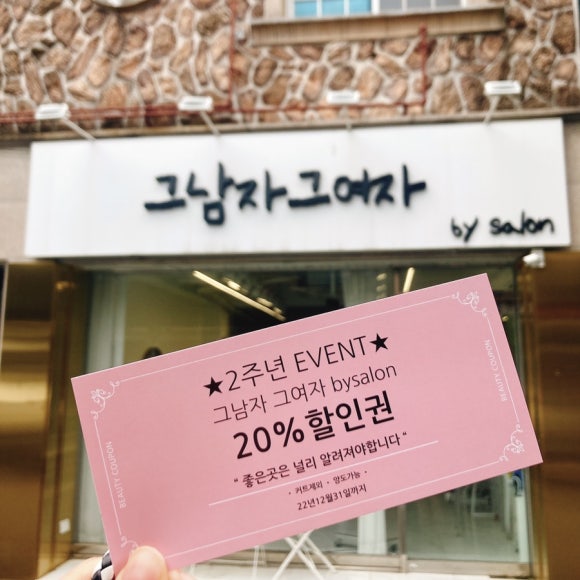 그남자그여자
by salon
★2주년 EVENT★
그남자 그여자 bysalon
20%할인권
“ 좋은곳은 널리 알려져야합니다 “
· 커트제외 · 양도가능 ·
22년12월31일까지
BEAUTY COUPON
BEAUTY COUPON